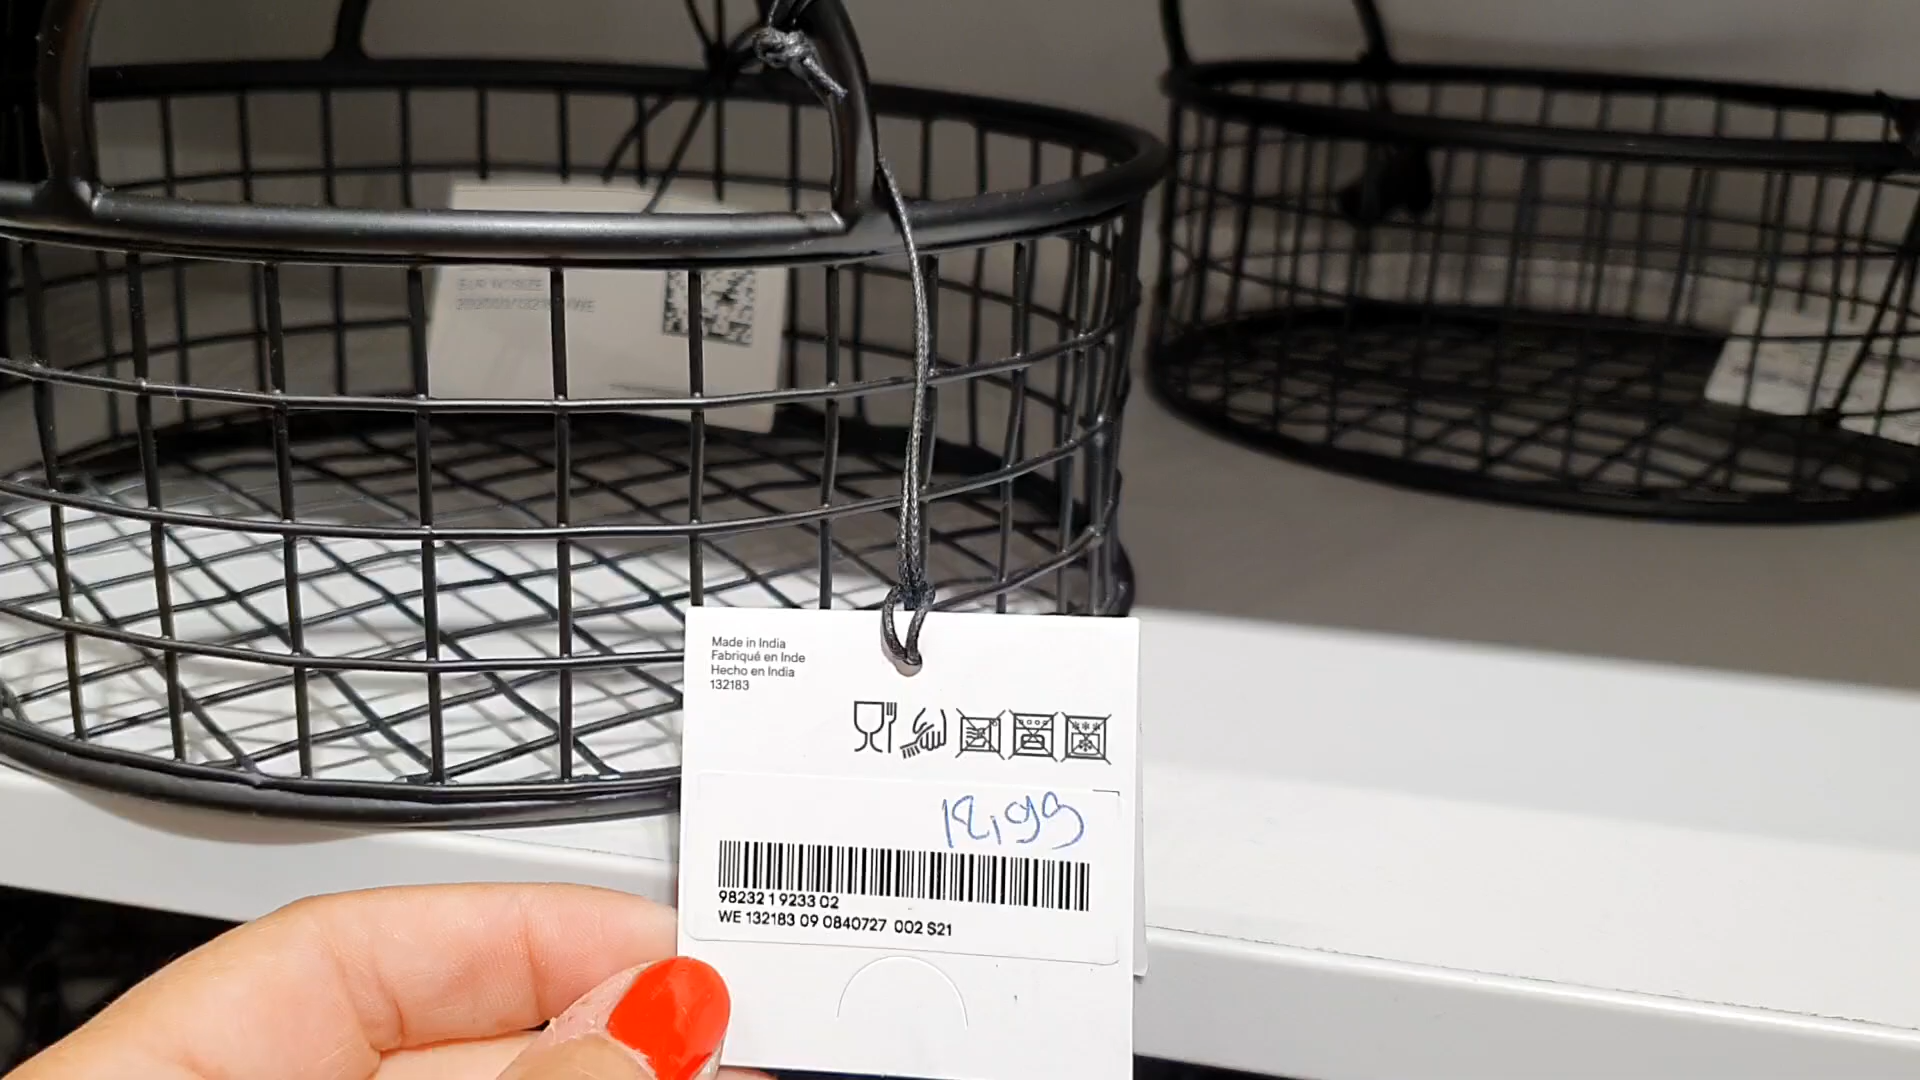 Made in India
Fabriqué en Inde
Hecho en India
132183
12,99
98232 1 9233 02
WE 132183 09 0840727 002 S21